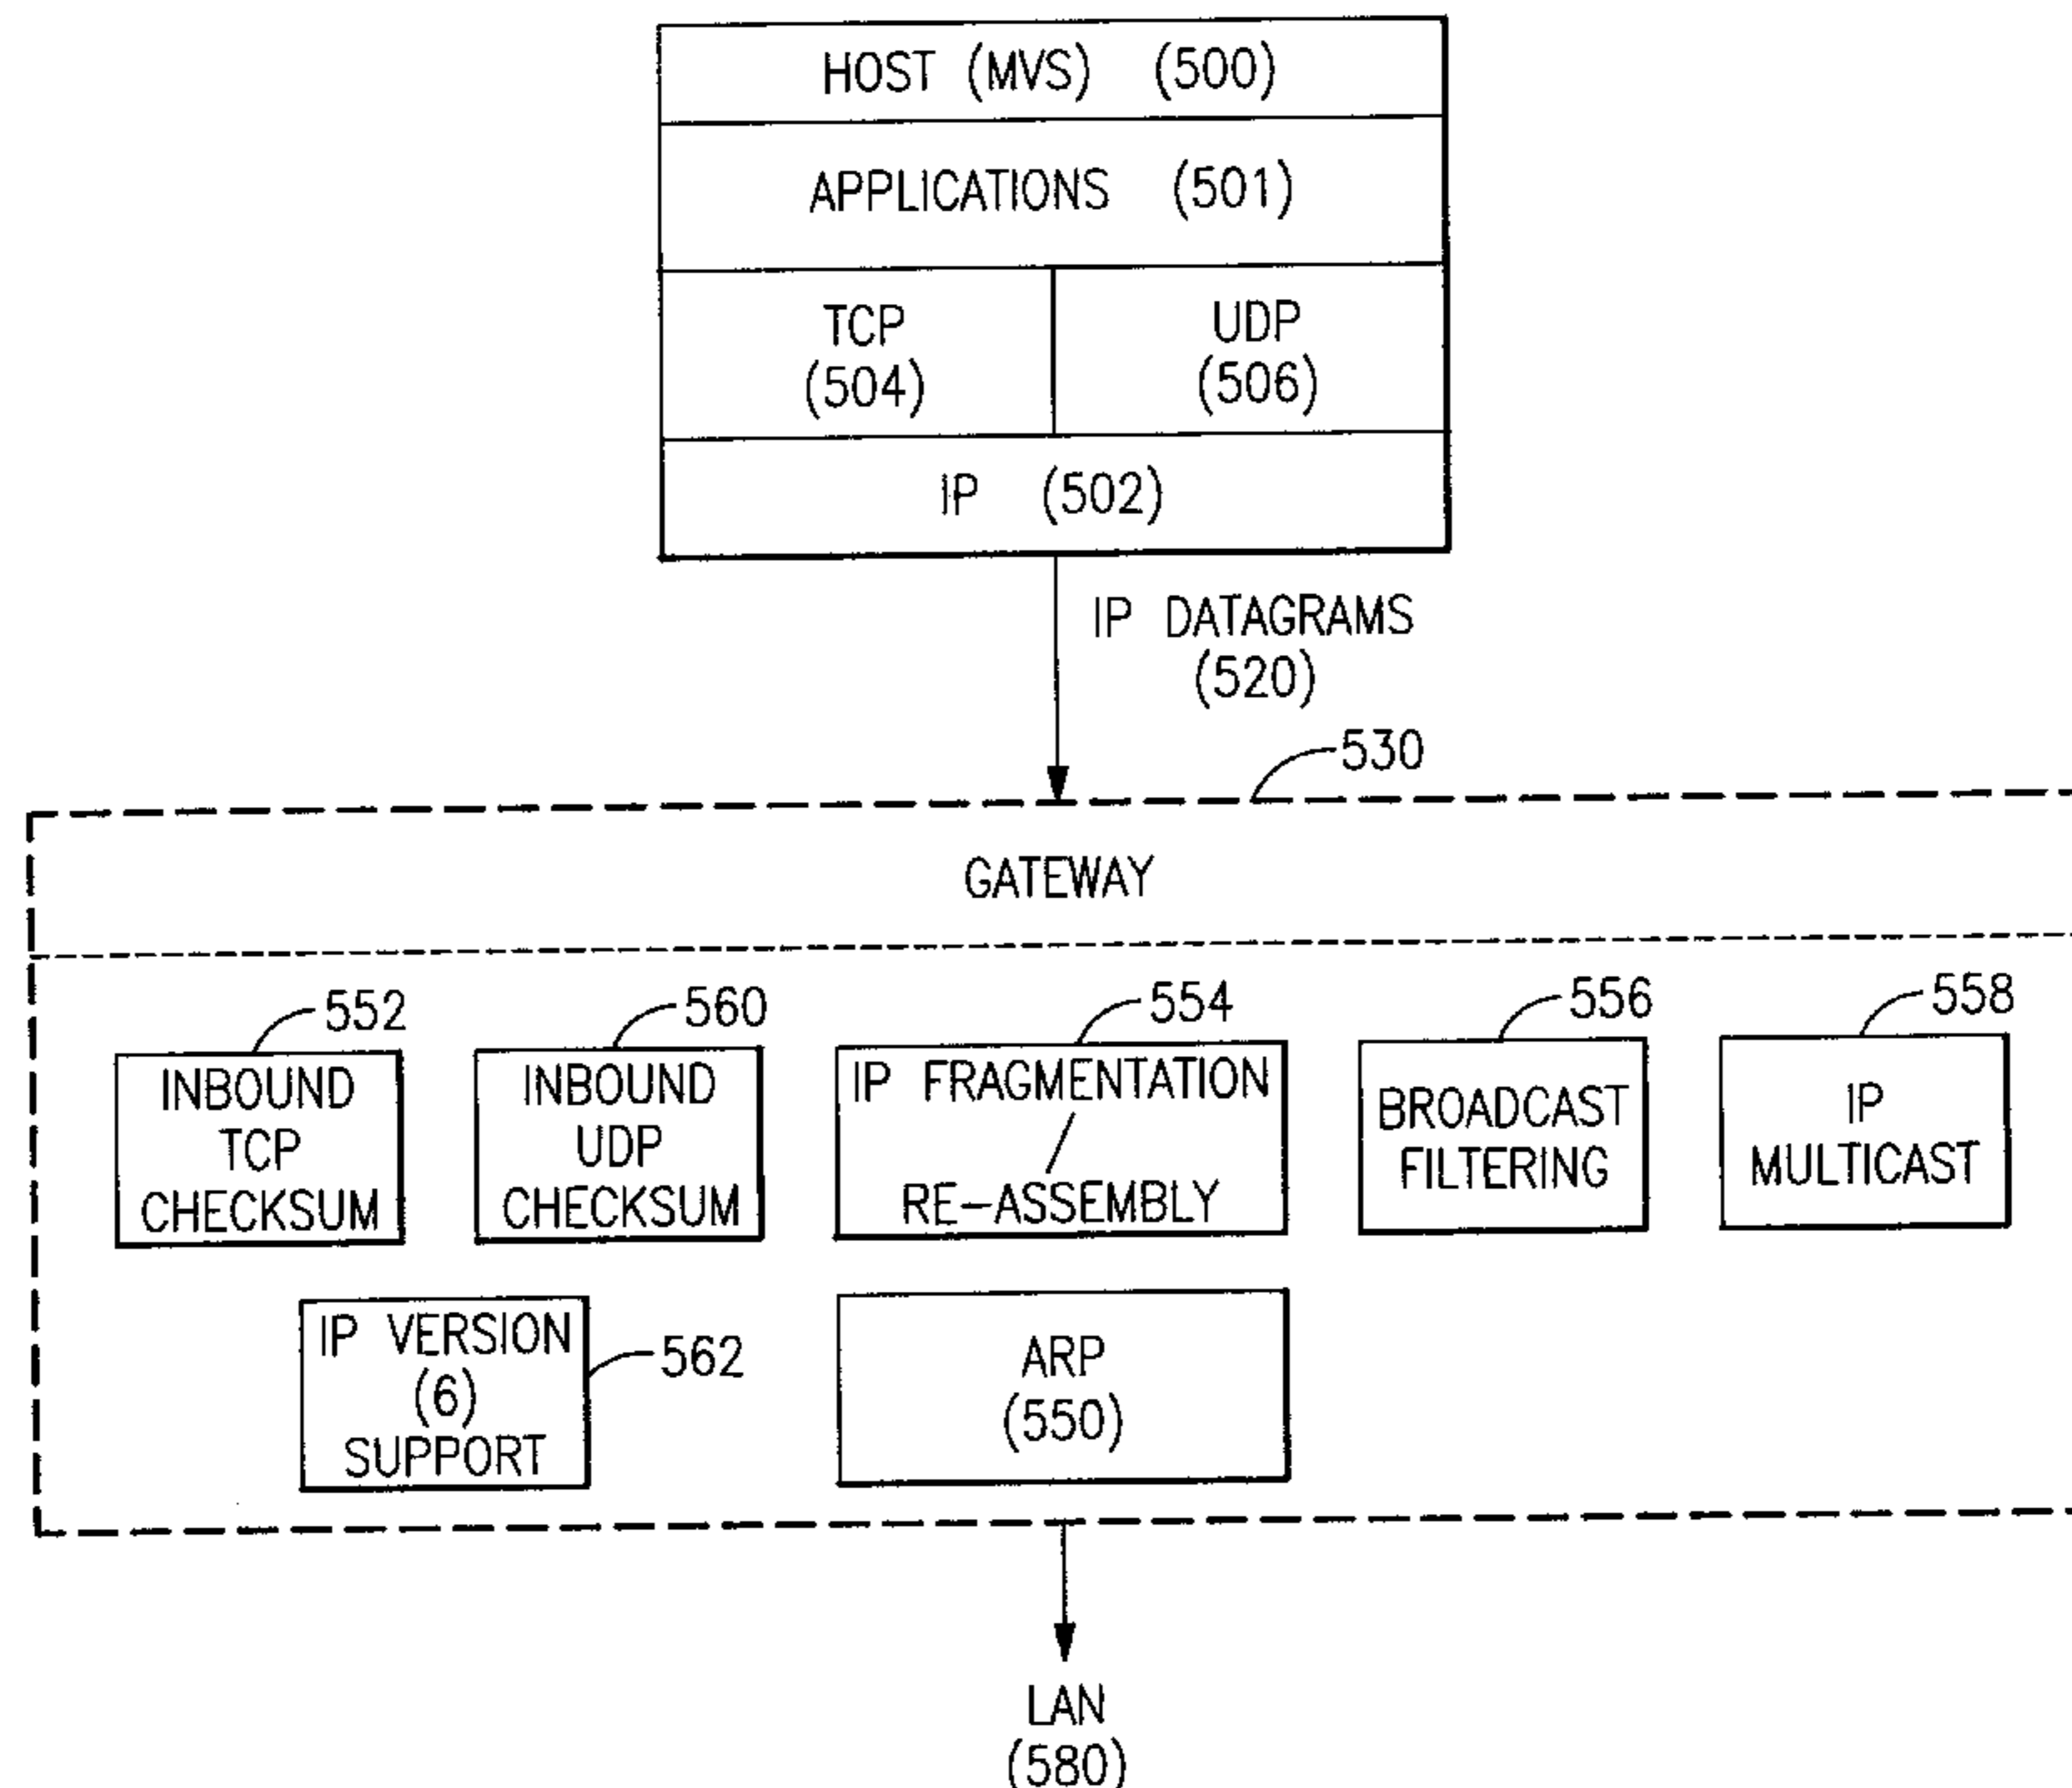 HOST (MVS) (500)
APPLICATIONS (501)
TCP
(504)
UDP
(506)
IP (502)
IP DATAGRAMS
(520)
530
GATEWAY
552
INBOUND
TCP
CHECKSUM
560
INBOUND
UDP
CHECKSUM
554
IP FRAGMENTATION
/
RE-ASSEMBLY
556
BROADCAST
FILTERING
558
IP
MULTICAST
IP VERSION
(6)
SUPPORT
562
ARP
(550)
LAN
(580)